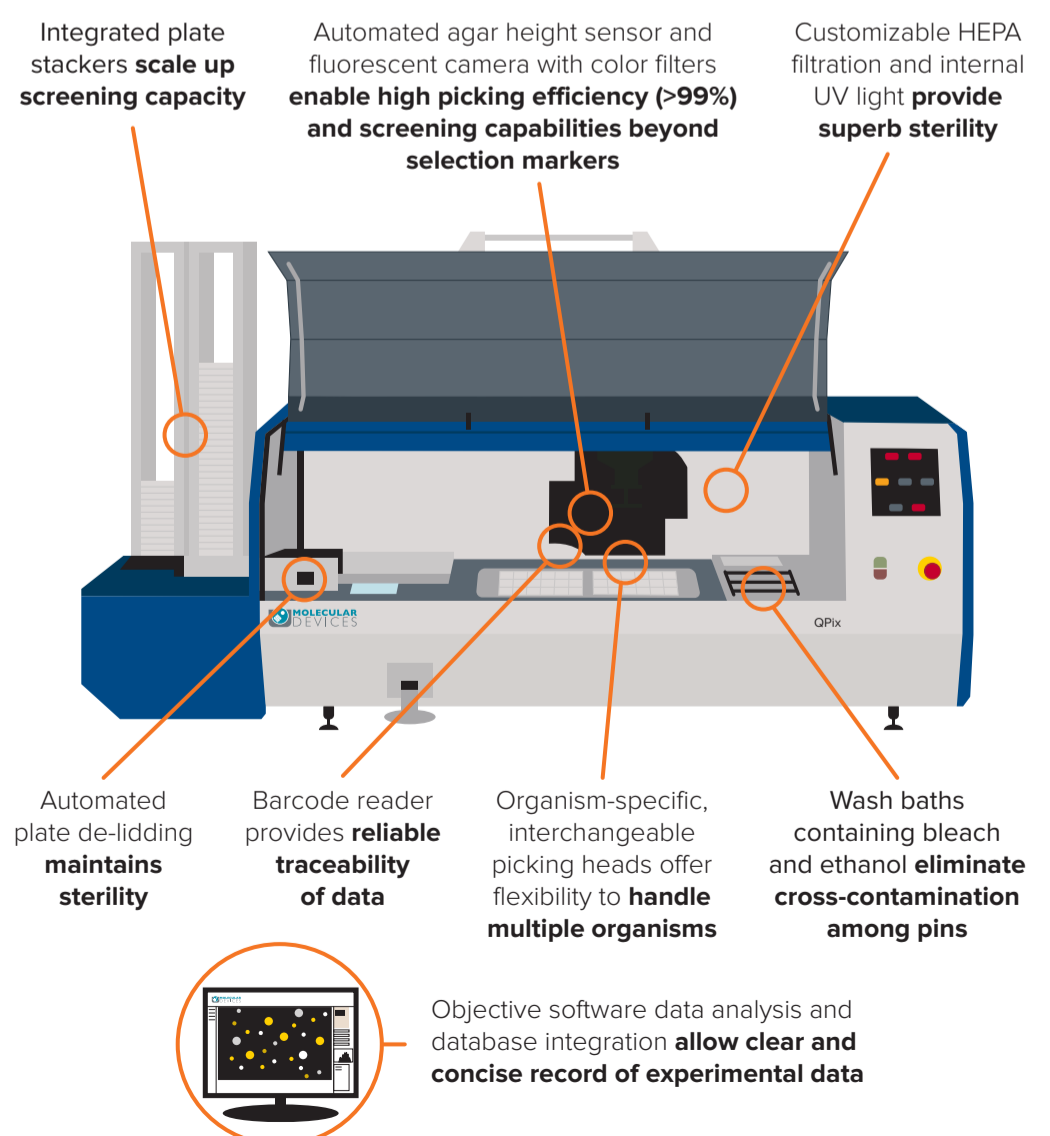 Integrated plate
stackers scale up
screening capacity
Automated agar height sensor and
fluorescent camera with color filters
enable high picking efficiency (>99%)
and screening capabilities beyond
selection markers
Customizable HEPA
filtration and internal
UV light provide
superb sterility
MOLECULAR
DEVICES
QPix
Automated
plate de-lidding
maintains
sterility
Barcode reader
provides reliable
traceability
of data
Organism-specific,
interchangeable
picking heads offer
flexibility to handle
multiple organisms
Wash baths
containing bleach
and ethanol eliminate
cross-contamination
among pins
MOLECULAR
DEVICES
Objective software data analysis and
database integration allow clear and
concise record of experimental data